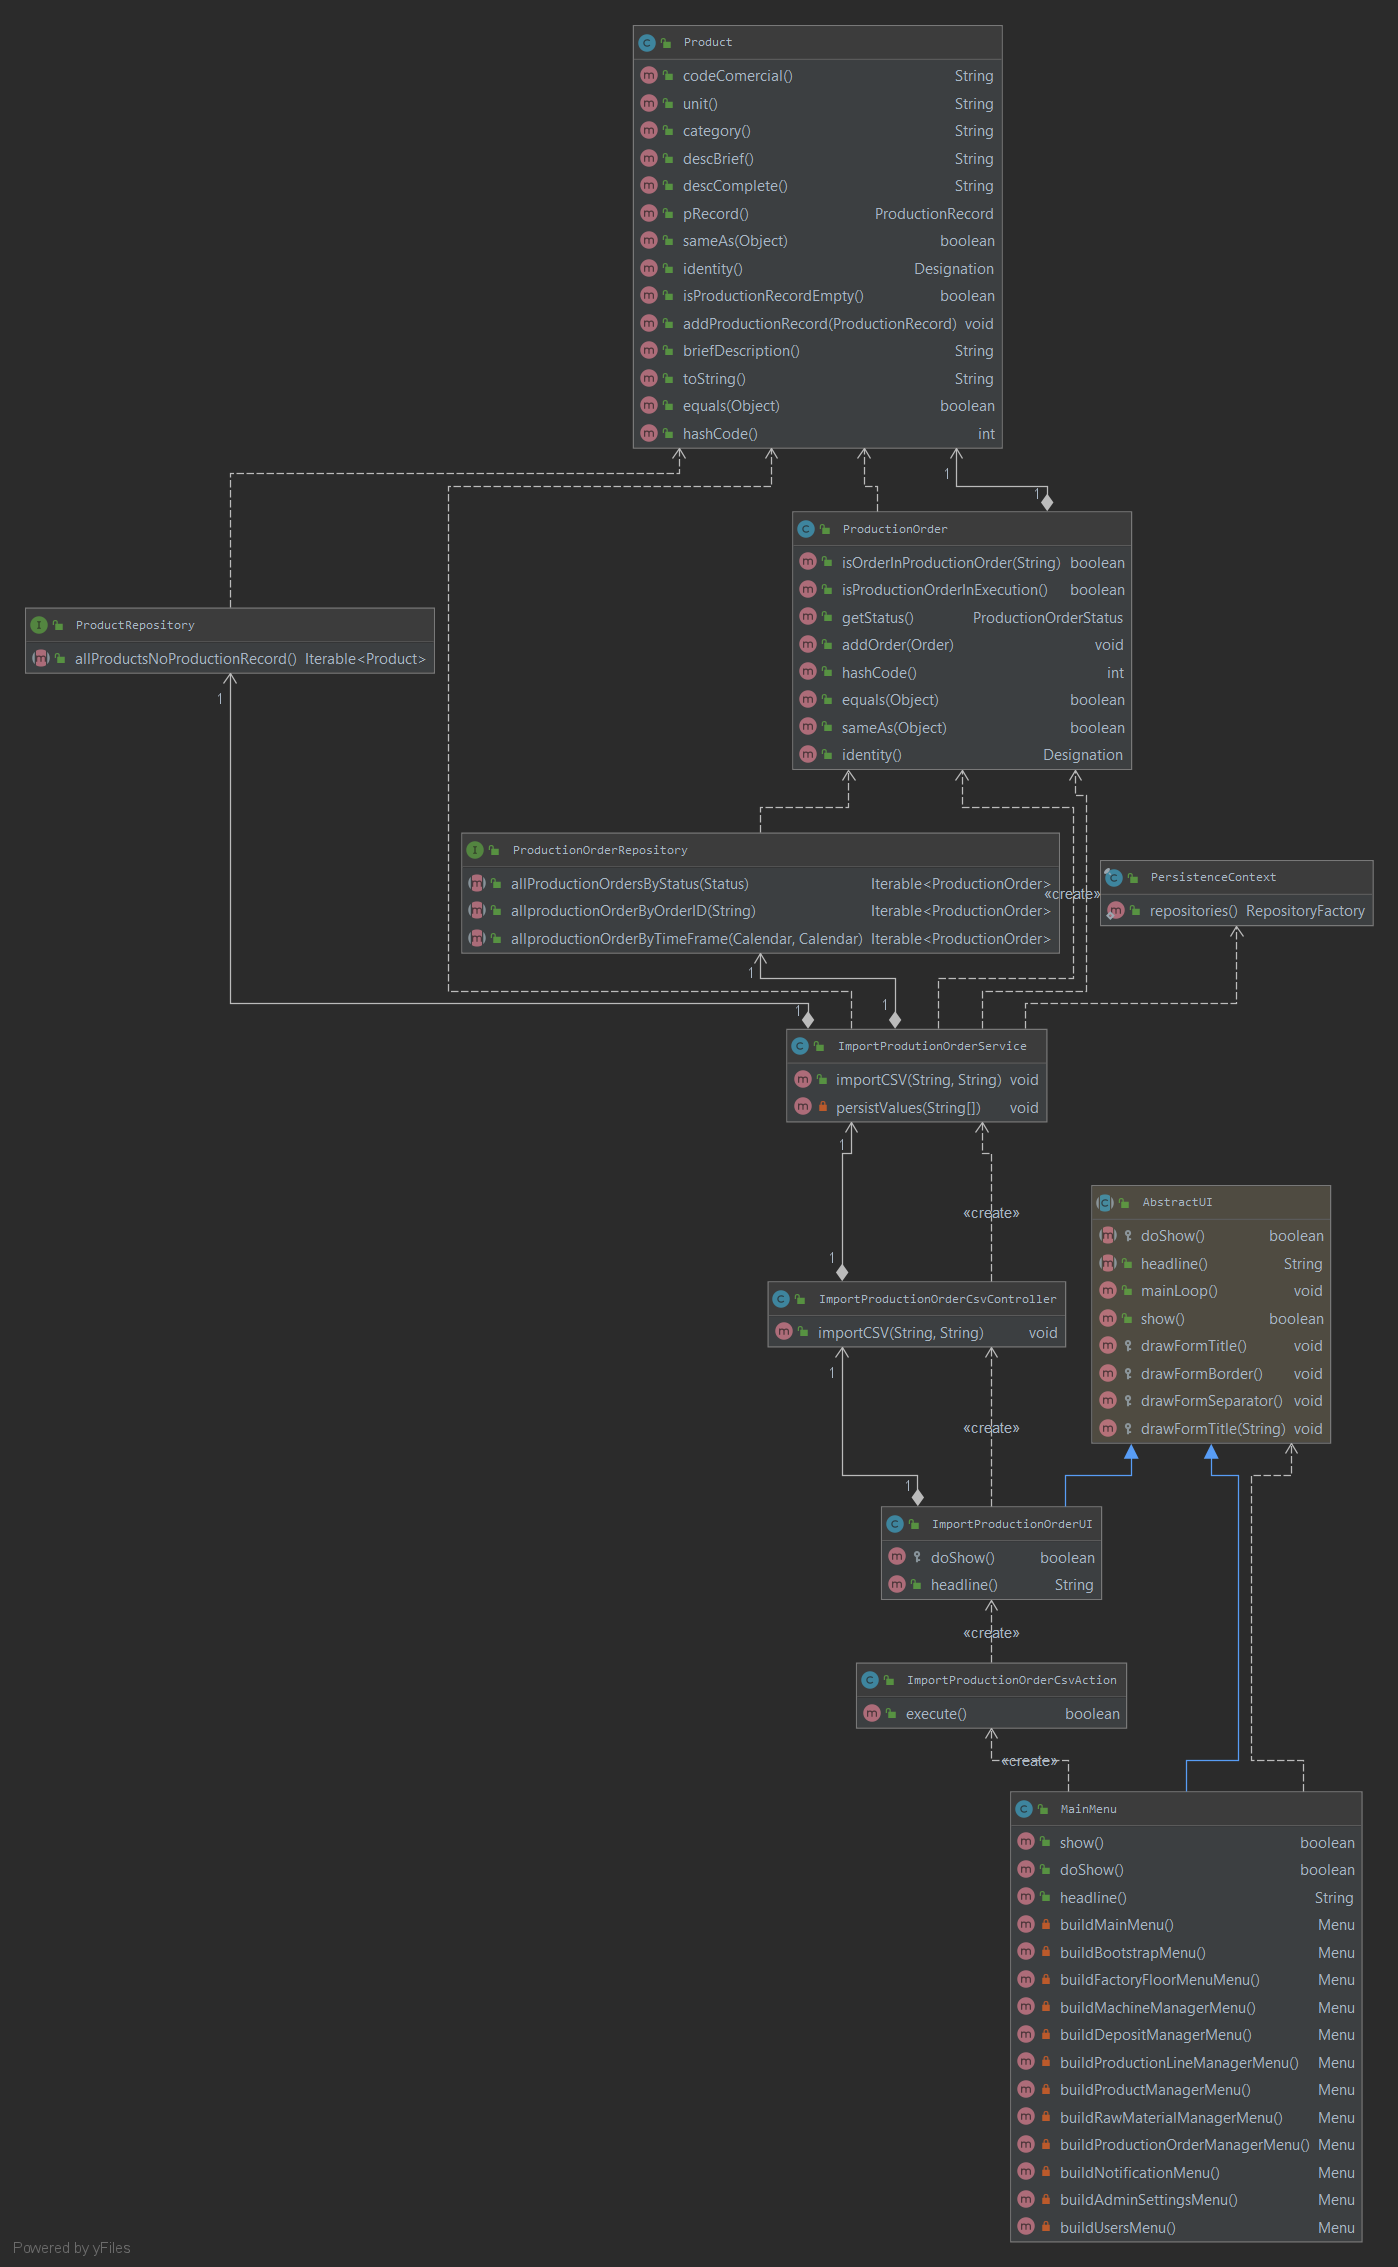 Product
codeComercial() String
unit() String
category() String
descBrief() String
descComplete() String
pRecord() ProductionRecord
sameAs(Object) boolean
identity() Designation
isProductionRecordEmpty() boolean
addProductionRecord(ProductionRecord) void
briefDescription() String
toString() String
equals(Object) boolean
hashCode() int
1
1
ProductionOrder
isOrderInProductionOrder(String) boolean
isProductionOrderInExecution() boolean
getStatus() ProductionOrderStatus
addOrder(Order) void
hashCode() int
equals(Object) boolean
sameAs(Object) boolean
identity() Designation
ProductRepository
allProductsNoProductionRecord() Iterable<Product>
1
ProductionOrderRepository
allProductionOrdersByStatus(Status) Iterable<ProductionOrder>
allproductionOrderByOrderID(String) Iterable<ProductionOrder>
allproductionOrderByTimeFrame(Calendar, Calendar) Iterable<ProductionOrder>
«create»
PersistenceContext
repositories() RepositoryFactory
1
1
1
ImportProdutionOrderService
importCSV(String, String) void
persistValues(String[]) void
1
«create»
1
ImportProductionOrderCsvController
importCSV(String, String) void
1
«create»
1
AbstractUI
doShow() boolean
headline() String
mainLoop() void
show() boolean
drawFormTitle() void
drawFormBorder() void
drawFormSeparator() void
drawFormTitle(String) void
ImportProductionOrderUI
doShow() boolean
headline() String
«create»
ImportProductionOrderCsvAction
execute() boolean
«create»
MainMenu
show() boolean
doShow() boolean
headline() String
buildMainMenu() Menu
buildBootstrapMenu() Menu
buildFactoryFloorMenuMenu() Menu
buildMachineManagerMenu() Menu
buildDepositManagerMenu() Menu
buildProductionLineManagerMenu() Menu
buildProductManagerMenu() Menu
buildRawMaterialManagerMenu() Menu
buildProductionOrderManagerMenu() Menu
buildNotificationMenu() Menu
buildAdminSettingsMenu() Menu
buildUsersMenu() Menu
Powered by yFiles